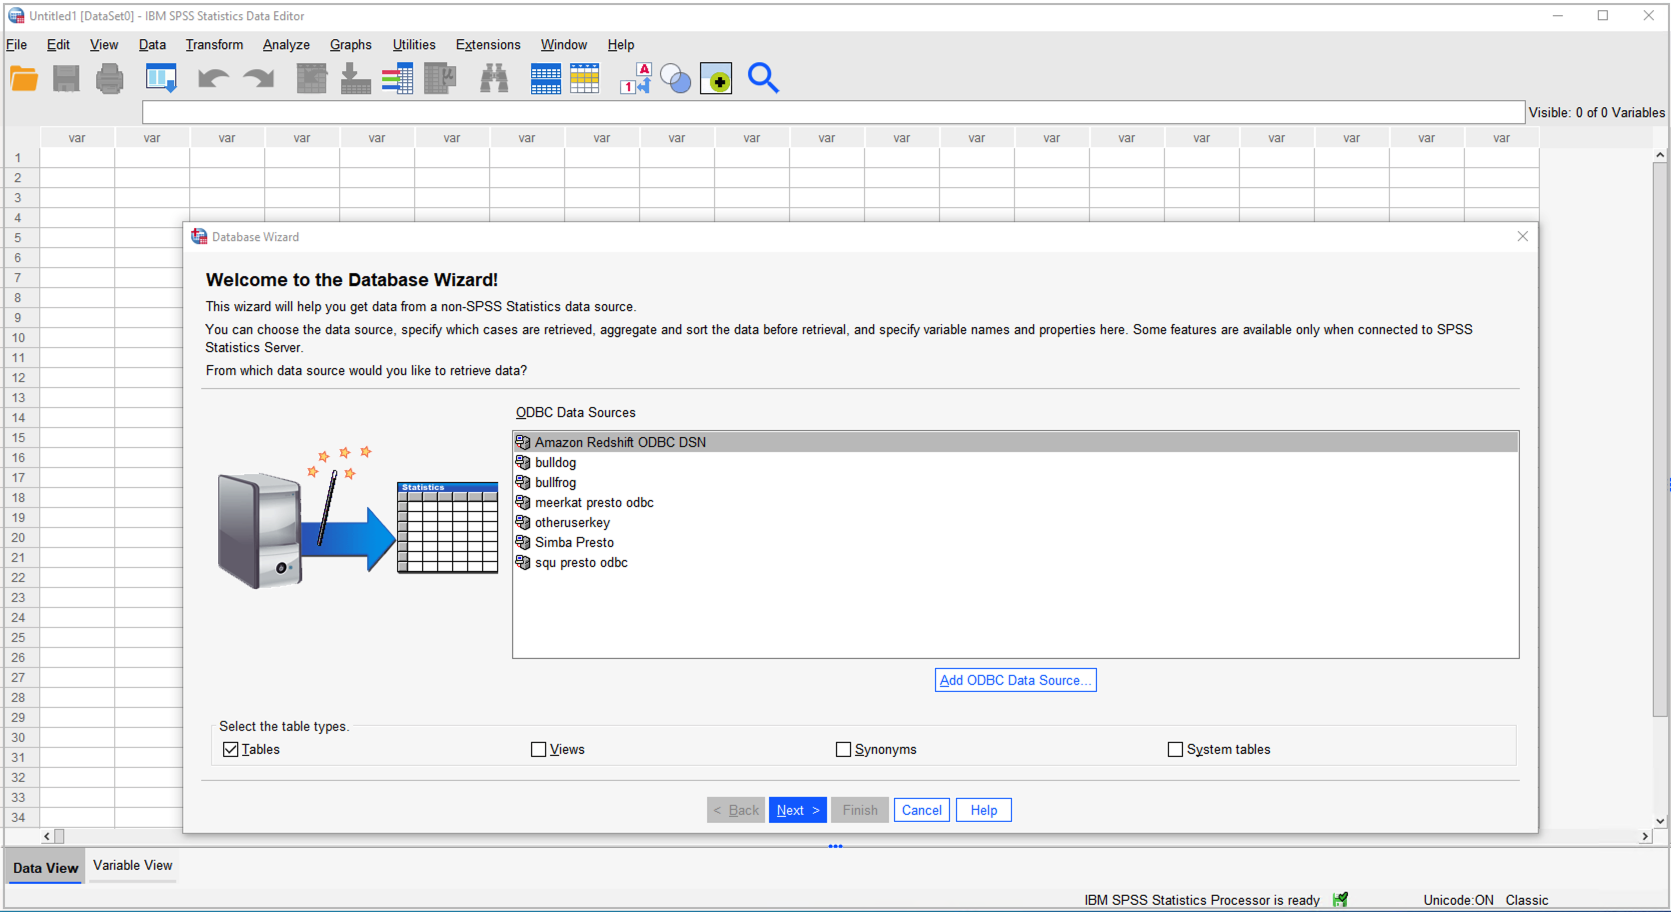 Untitled1 [DataSet0] - IBM SPSS Statistics Data Editor
File Edit View Data Transform Analyze Graphs Utilities Extensions Window Help
A
1
µ
Visible: 0 of 0 Variables
var var var var var var var var var var var var var var var var var var var var
1
2
3
4
5
6
7
8
9
10
11
12
13
14
15
16
17
18
19
20
21
22
23
24
25
26
27
28
29
30
31
32
33
34
Database Wizard
Welcome to the Database Wizard!
This wizard will help you get data from a non-SPSS Statistics data source.
You can choose the data source, specify which cases are retrieved, aggregate and sort the data before retrieval, and specify variable names and properties here. Some features are available only when connected to SPSS
Statistics Server.
From which data source would you like to retrieve data?
ODBC Data Sources
Statistics
Amazon Redshift ODBC DSN
bulldog
bullfrog
meerkat presto odbc
otheruserkey
Simba Presto
squ presto odbc
Add ODBC Data Source...
Select the table types.
Tables Views Synonyms System tables
< Back Next > Finish Cancel Help
Data View Variable View
IBM SPSS Statistics Processor is ready Unicode:ON Classic